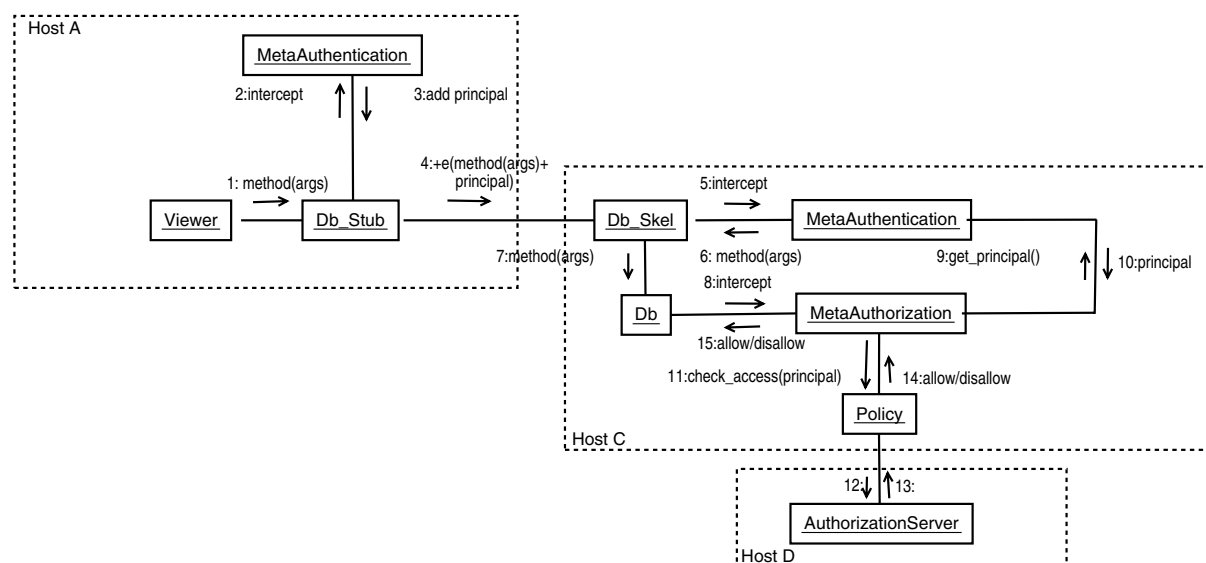 Host A
MetaAuthentication
2:intercept
3:add principal
1: method(args)
4:+e(method(args)+
principal)
Viewer
Db_Stub
5:intercept
Db_Skel
MetaAuthentication
7:method(args)
6: method(args)
9:get_principal()
10:principal
8:intercept
Db
MetaAuthorization
15:allow/disallow
11:check_access(principal)
14:allow/disallow
Policy
Host C
12:
13:
AuthorizationServer
Host D